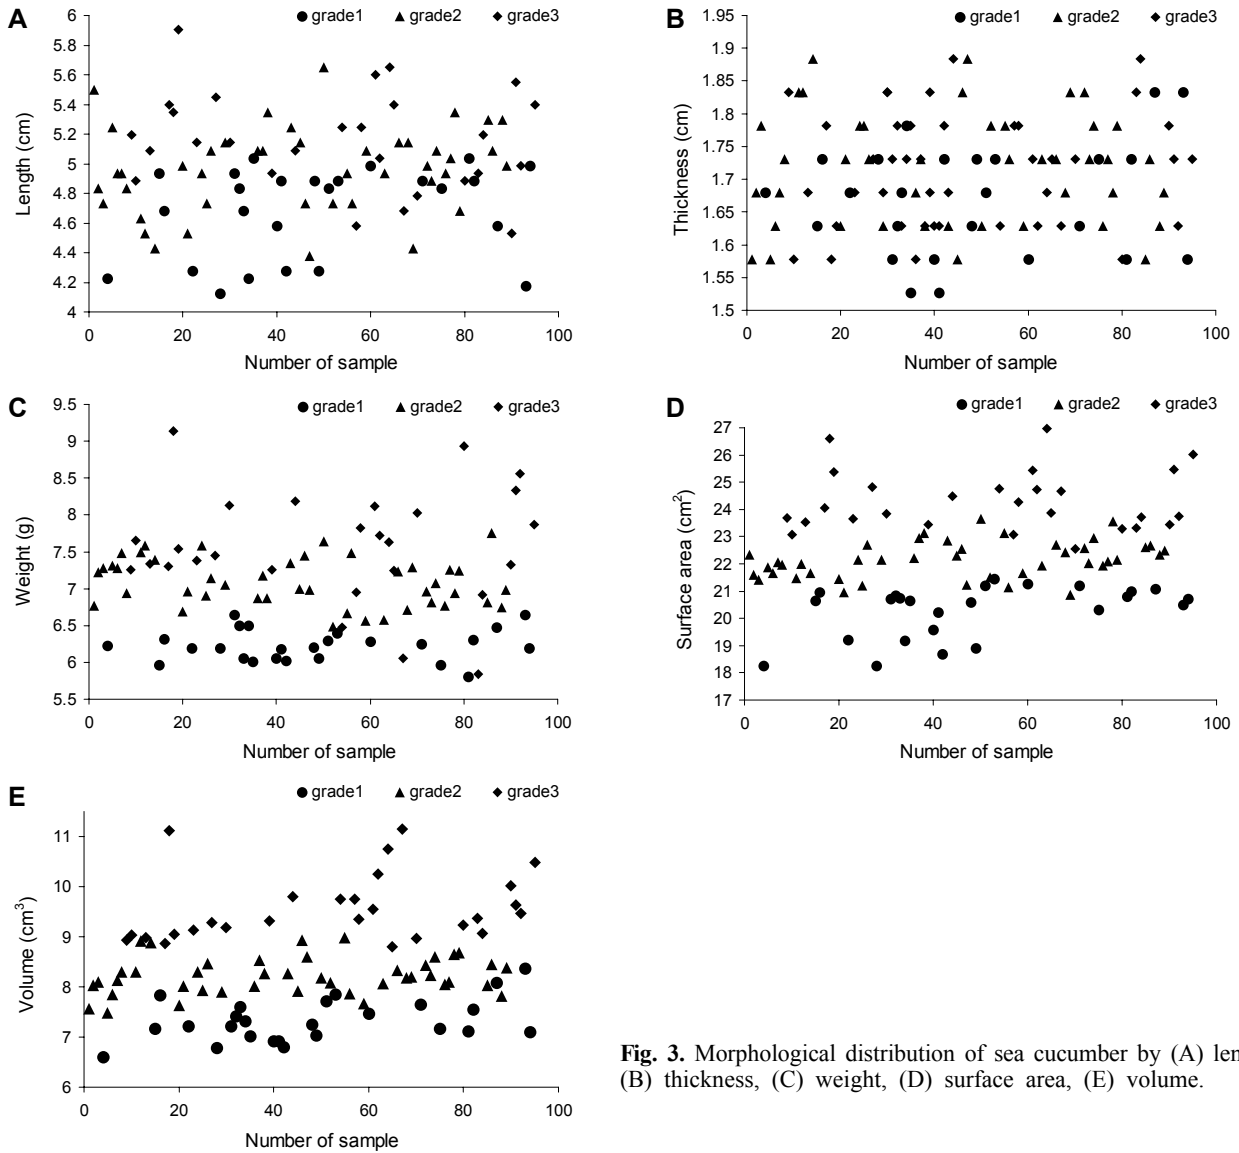 A
grade1 grade2 grade3
6
5.8
5.6
5.4
5.2
5
4.8
4.6
4.4
4.2
4
Length (cm)
0 20 40 60 80 100
Number of sample
B
grade1 grade2 grade3
1.95
1.9
1.85
1.8
1.75
1.7
1.65
1.6
1.55
1.5
Thickness (cm)
0 20 40 60 80 100
Number of sample
C
grade1 grade2 grade3
9.5
9
8.5
8
7.5
7
6.5
6
5.5
Weight (g)
0 20 40 60 80 100
Number of sample
D
grade1 grade2 grade3
27
26
25
24
23
22
21
20
19
18
17
Surface area (cm²)
0 20 40 60 80 100
Number of sample
E
grade1 grade2 grade3
11
10
9
8
7
6
Volume (cm³)
0 20 40 60 80 100
Number of sample
Fig. 3. Morphological distribution of sea cucumber by (A) len
(B) thickness, (C) weight, (D) surface area, (E) volume.